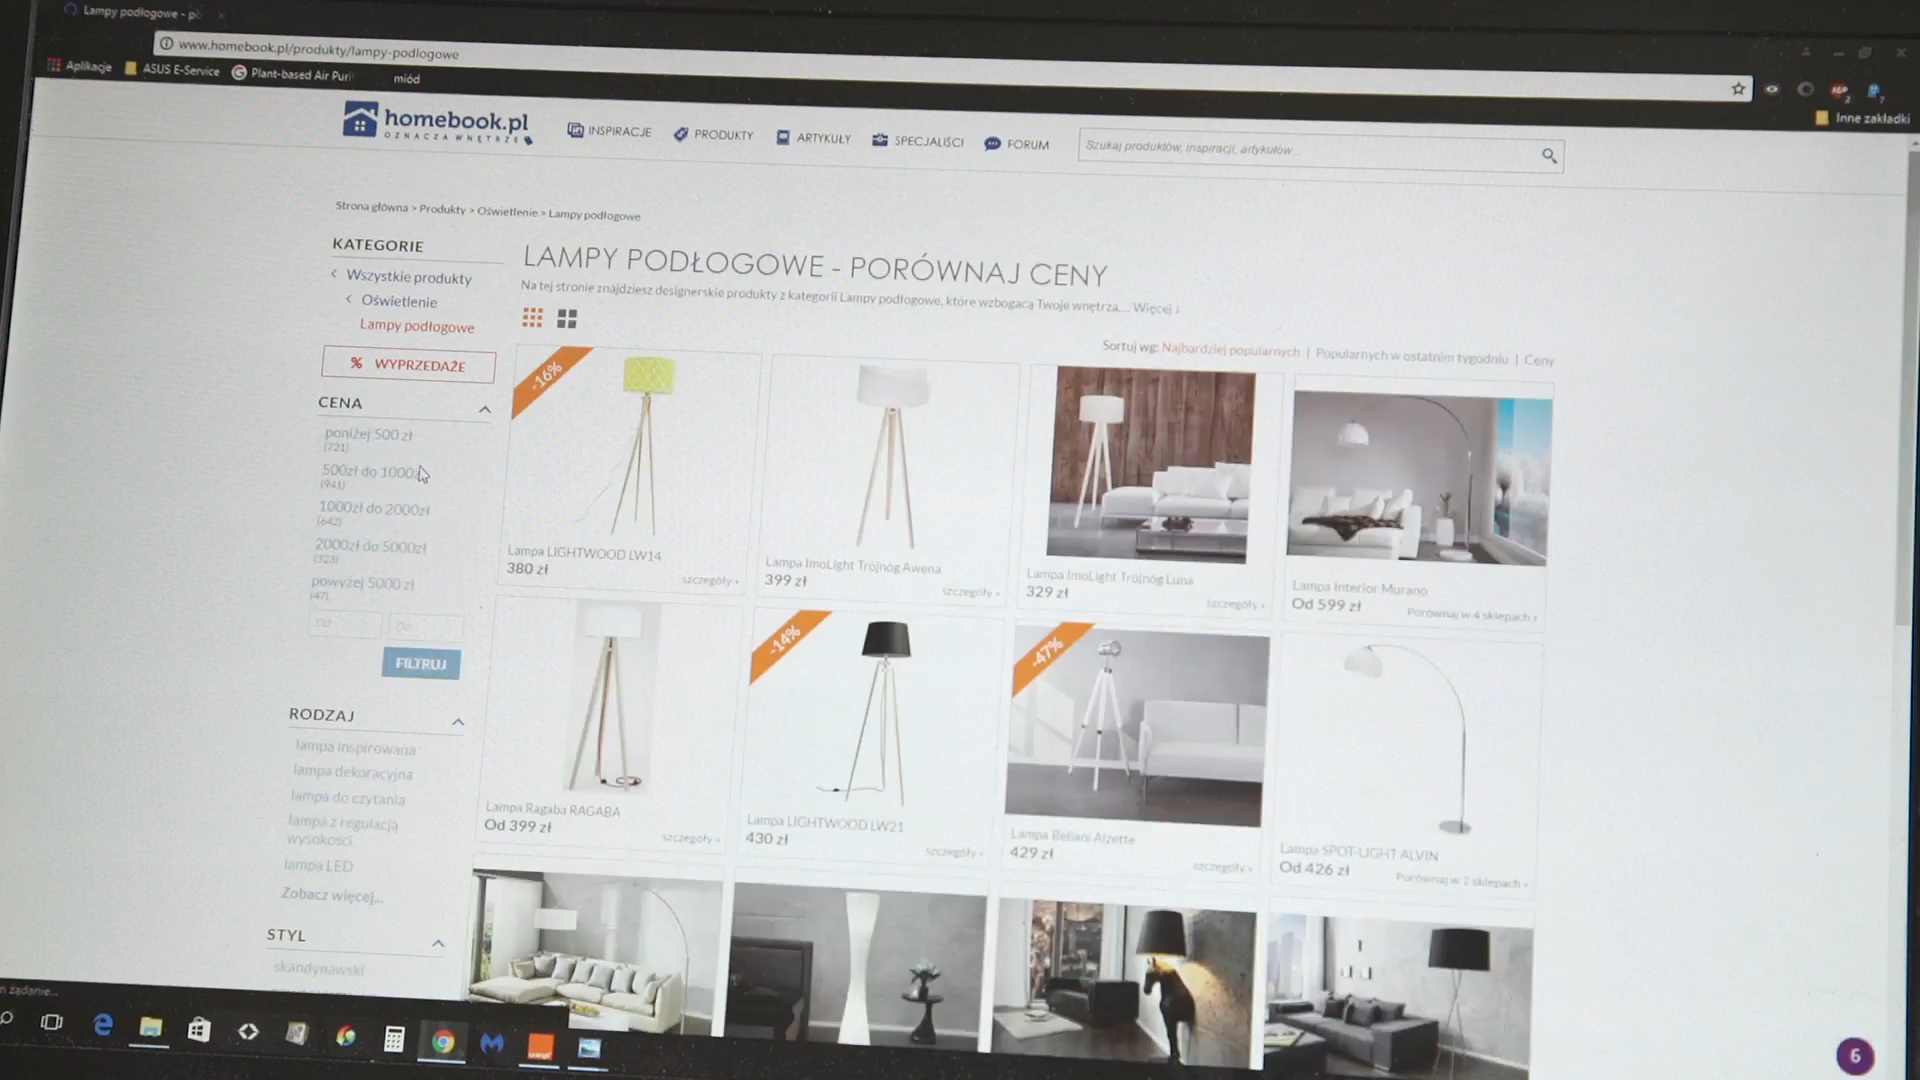 Lampy podłogowe - po
www.homebook.pl/produkty/lampy-podlogowe
Aplikacje
ASUS E-Service
Plant-based Air Puri
miód
Inne zakładki
homebook.pl
OZNACZA WNĘTRZE
INSPIRACJE
PRODUKTY
ARTYKUŁY
SPECJALIŚCI
FORUM
Szukaj produktów, inspiracji, artykułów...
Strona główna > Produkty > Oświetlenie > Lampy podłogowe
KATEGORIE
Wszystkie produkty
Oświetlenie
Lampy podłogowe
% WYPRZEDAŻE
CENA
poniżej 500 zł
(721)
500zł do 1000zł
(941)
1000zł do 2000zł
(642)
2000zł do 5000zł
(323)
powyżej 5000 zł
(47)
Od:
Do:
FILTRUJ
RODZAJ
lampa inspirowana
lampa dekoracyjna
lampa do czytania
lampa z regulacją
wysokości
lampa LED
Zobacz więcej...
STYL
skandynawski
LAMPY PODŁOGOWE - PORÓWNAJ CENY
Na tej stronie znajdziesz designerskie produkty z kategorii Lampy podłogowe, które wzbogacą Twoje wnętrza.... Więcej ↓
Sortuj wg: Najbardziej popularnych | Popularnych w ostatnim tygodniu | Ceny
-16%
Lampa LIGHTWOOD LW14
380 zł
szczegóły »
Lampa ImoLight Trójnóg Awena
399 zł
szczegóły »
Lampa ImoLight Trójnóg Luna
329 zł
szczegóły »
Lampa Interior Murano
Od 599 zł
Porównaj w 4 sklepach »
Lampa Ragaba RAGABA
Od 399 zł
szczegóły »
-14%
Lampa LIGHTWOOD LW21
430 zł
szczegóły »
-47%
Lampa Beliani Alzette
429 zł
szczegóły »
Lampa SPOT-LIGHT ALVIN
Od 426 zł
Porównaj w 2 sklepach »
żądanie...
6